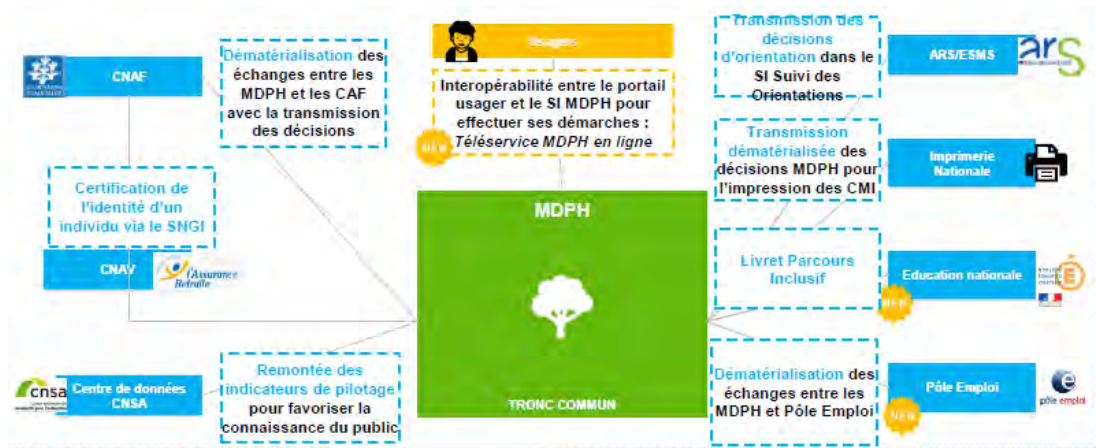 CNAF
Dématérialisation des
échanges entre les
MDPH et les CAF
avec la transmission
des décisions
Certification de
l'identité d'un
individu via le SNGI
CNAV
l'Assurance
Retraite
cnsa
Centre de données
CNSA
Remontée des
indicateurs de pilotage
pour favoriser la
connaissance du public
Usagers
Interopérabilité entre le portail
usager et le SI MDPH pour
effectuer ses démarches :
Téléservice MDPH en ligne
NEW
MDPH
TRONC COMMUN
Transmission des
décisions
d'orientation dans le
SI Suivi des
Orientations
ARS/ESMS
ars
Transmission
dématérialisée des
décisions MDPH pour
l'impression des CMI
Imprimerie
Nationale
Livret Parcours
Inclusif
Education nationale
NEW
Dématérialisation des
échanges entre les
MDPH et Pôle Emploi
Pôle Emploi
NEW
pôle emploi